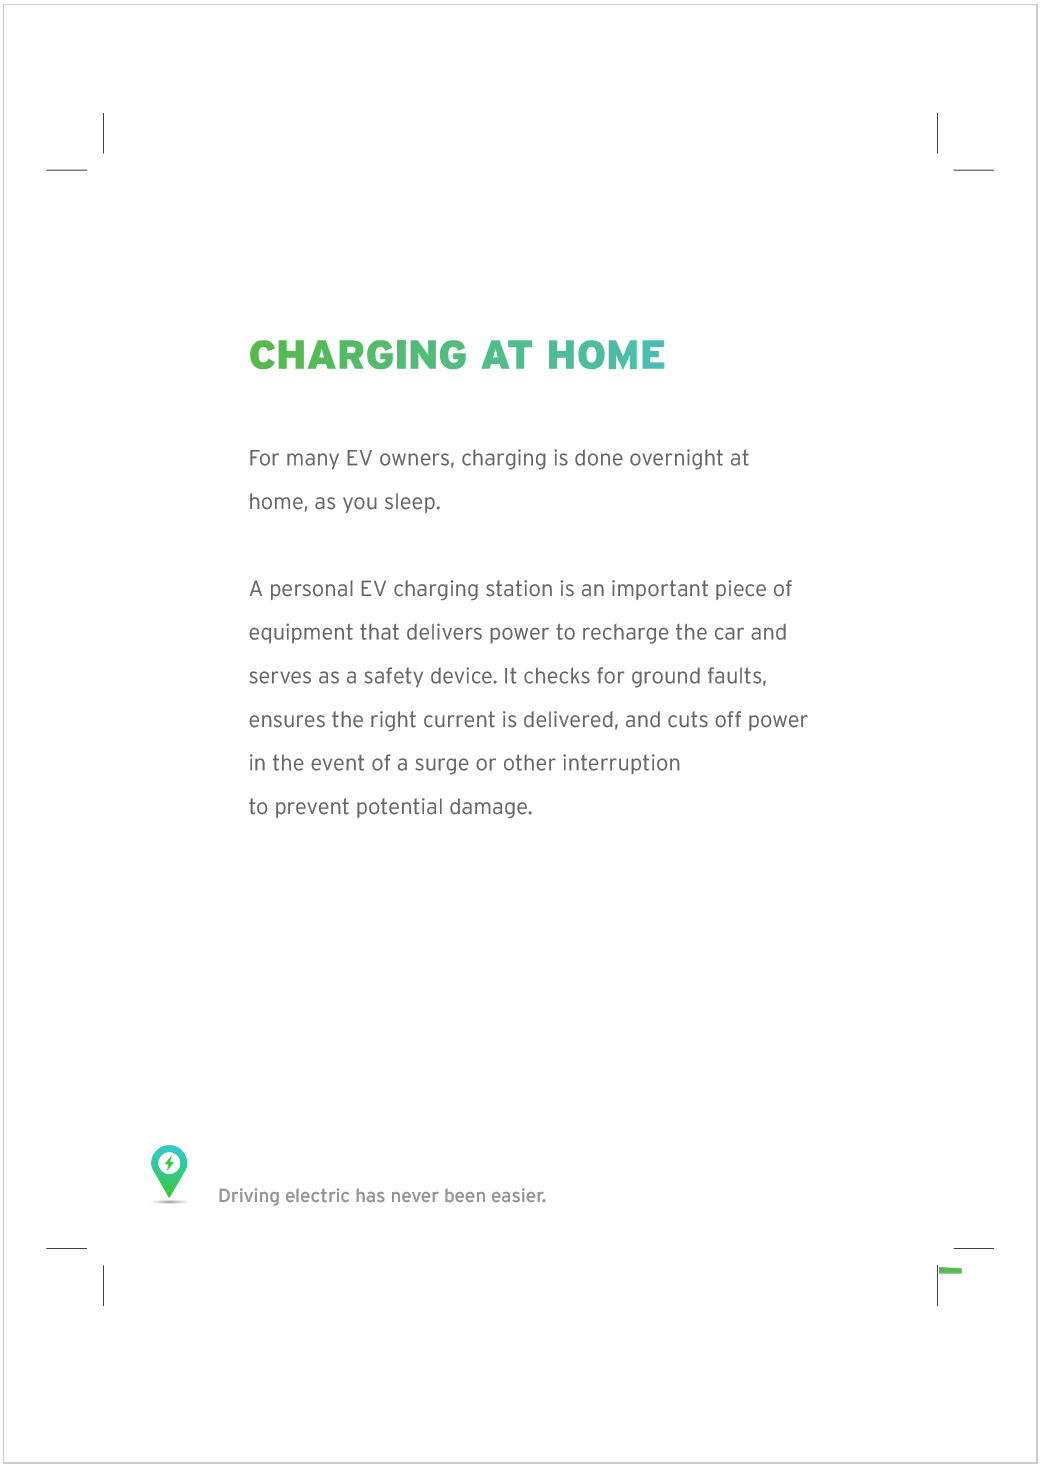 CHARGING AT HOME
For many EV owners, charging is done overnight at
home, as you sleep.
A personal EV charging station is an important piece of
equipment that delivers power to recharge the car and
serves as a safety device. It checks for ground faults,
ensures the right current is delivered, and cuts off power
in the event of a surge or other interruption
to prevent potential damage.
Driving electric has never been easier.